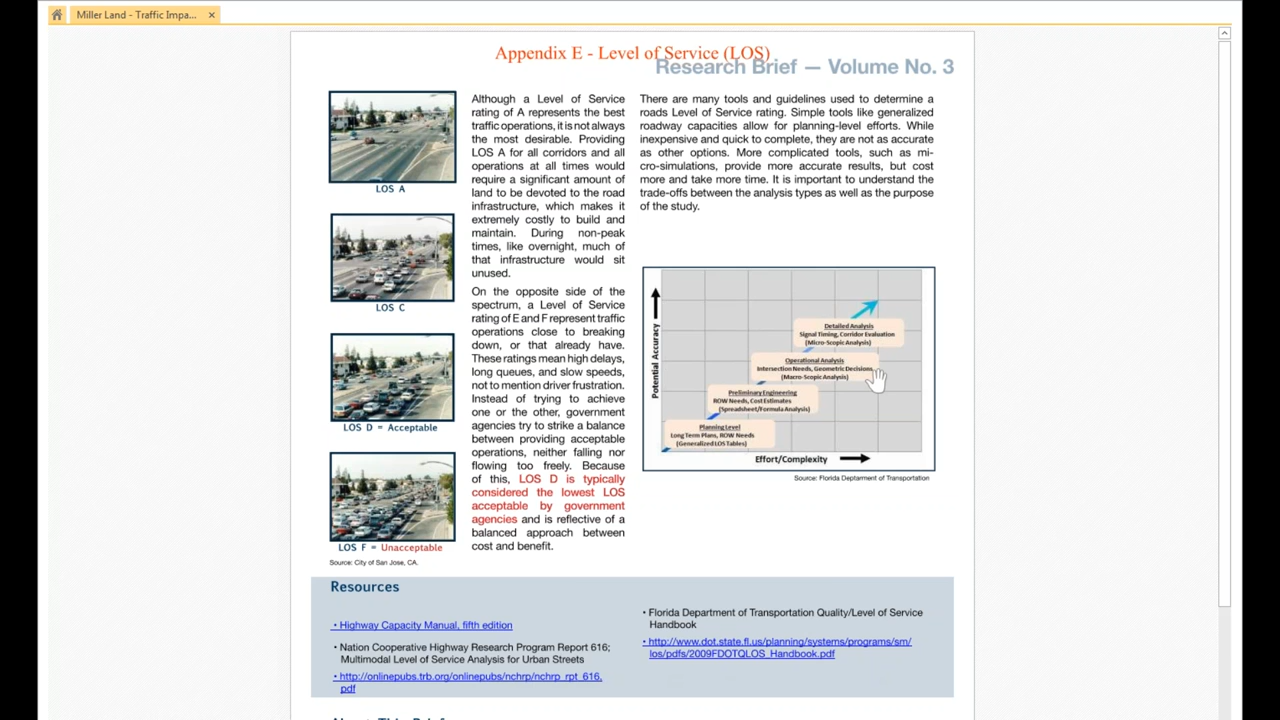 Miller Land - Traffic Impa...
Appendix E - Level of Service (LOS)
Research Brief — Volume No. 3
LOS A
LOS C
LOS D = Acceptable
LOS F = Unacceptable
Source: City of San Jose, CA.
Although a Level of Service
rating of A represents the best
traffic operations, it is not always
the most desirable. Providing
LOS A for all corridors and all
operations at all times would
require a significant amount of
land to be devoted to the road
infrastructure, which makes it
extremely costly to build and
maintain. During non-peak
times, like overnight, much of
that infrastructure would sit
unused.
On the opposite side of the
spectrum, a Level of Service
rating of E and F represent traffic
operations close to breaking
down, or that already have.
These ratings mean high delays,
long queues, and slow speeds,
not to mention driver frustration.
Instead of trying to achieve
one or the other, government
agencies try to strike a balance
between providing acceptable
operations, neither falling nor
flowing too freely. Because
of this, LOS D is typically
considered the lowest LOS
acceptable by government
agencies and is reflective of a
balanced approach between
cost and benefit.
There are many tools and guidelines used to determine a
roads Level of Service rating. Simple tools like generalized
roadway capacities allow for planning-level efforts. While
inexpensive and quick to complete, they are not as accurate
as other options. More complicated tools, such as mi-
cro-simulations, provide more accurate results, but cost
more and take more time. It is important to understand the
trade-offs between the analysis types as well as the purpose
of the study.
Potential Accuracy
Detailed Analysis
Signal Timing, Corridor Evaluation
(Micro-Scopic Analysis)
Operational Analysis
Intersection Needs, Geometric Decisions
(Macro-Scopic Analysis)
Preliminary Engineering
ROW Needs, Cost Estimates
(Spreadsheet/Formula Analysis)
Planning Level
Long Term Plans, ROW Needs
(Generalized LOS Tables)
Effort/Complexity
Source: Florida Deptarment of Transportation
Resources
• Highway Capacity Manual, fifth edition
• Nation Cooperative Highway Research Program Report 616;
Multimodal Level of Service Analysis for Urban Streets
• http://onlinepubs.trb.org/onlinepubs/nchrp/nchrp_rpt_616.
pdf
• Florida Department of Transportation Quality/Level of Service
Handbook
• http://www.dot.state.fl.us/planning/systems/programs/sm/
los/pdfs/2009FDOTQLOS_Handbook.pdf
About This Brief